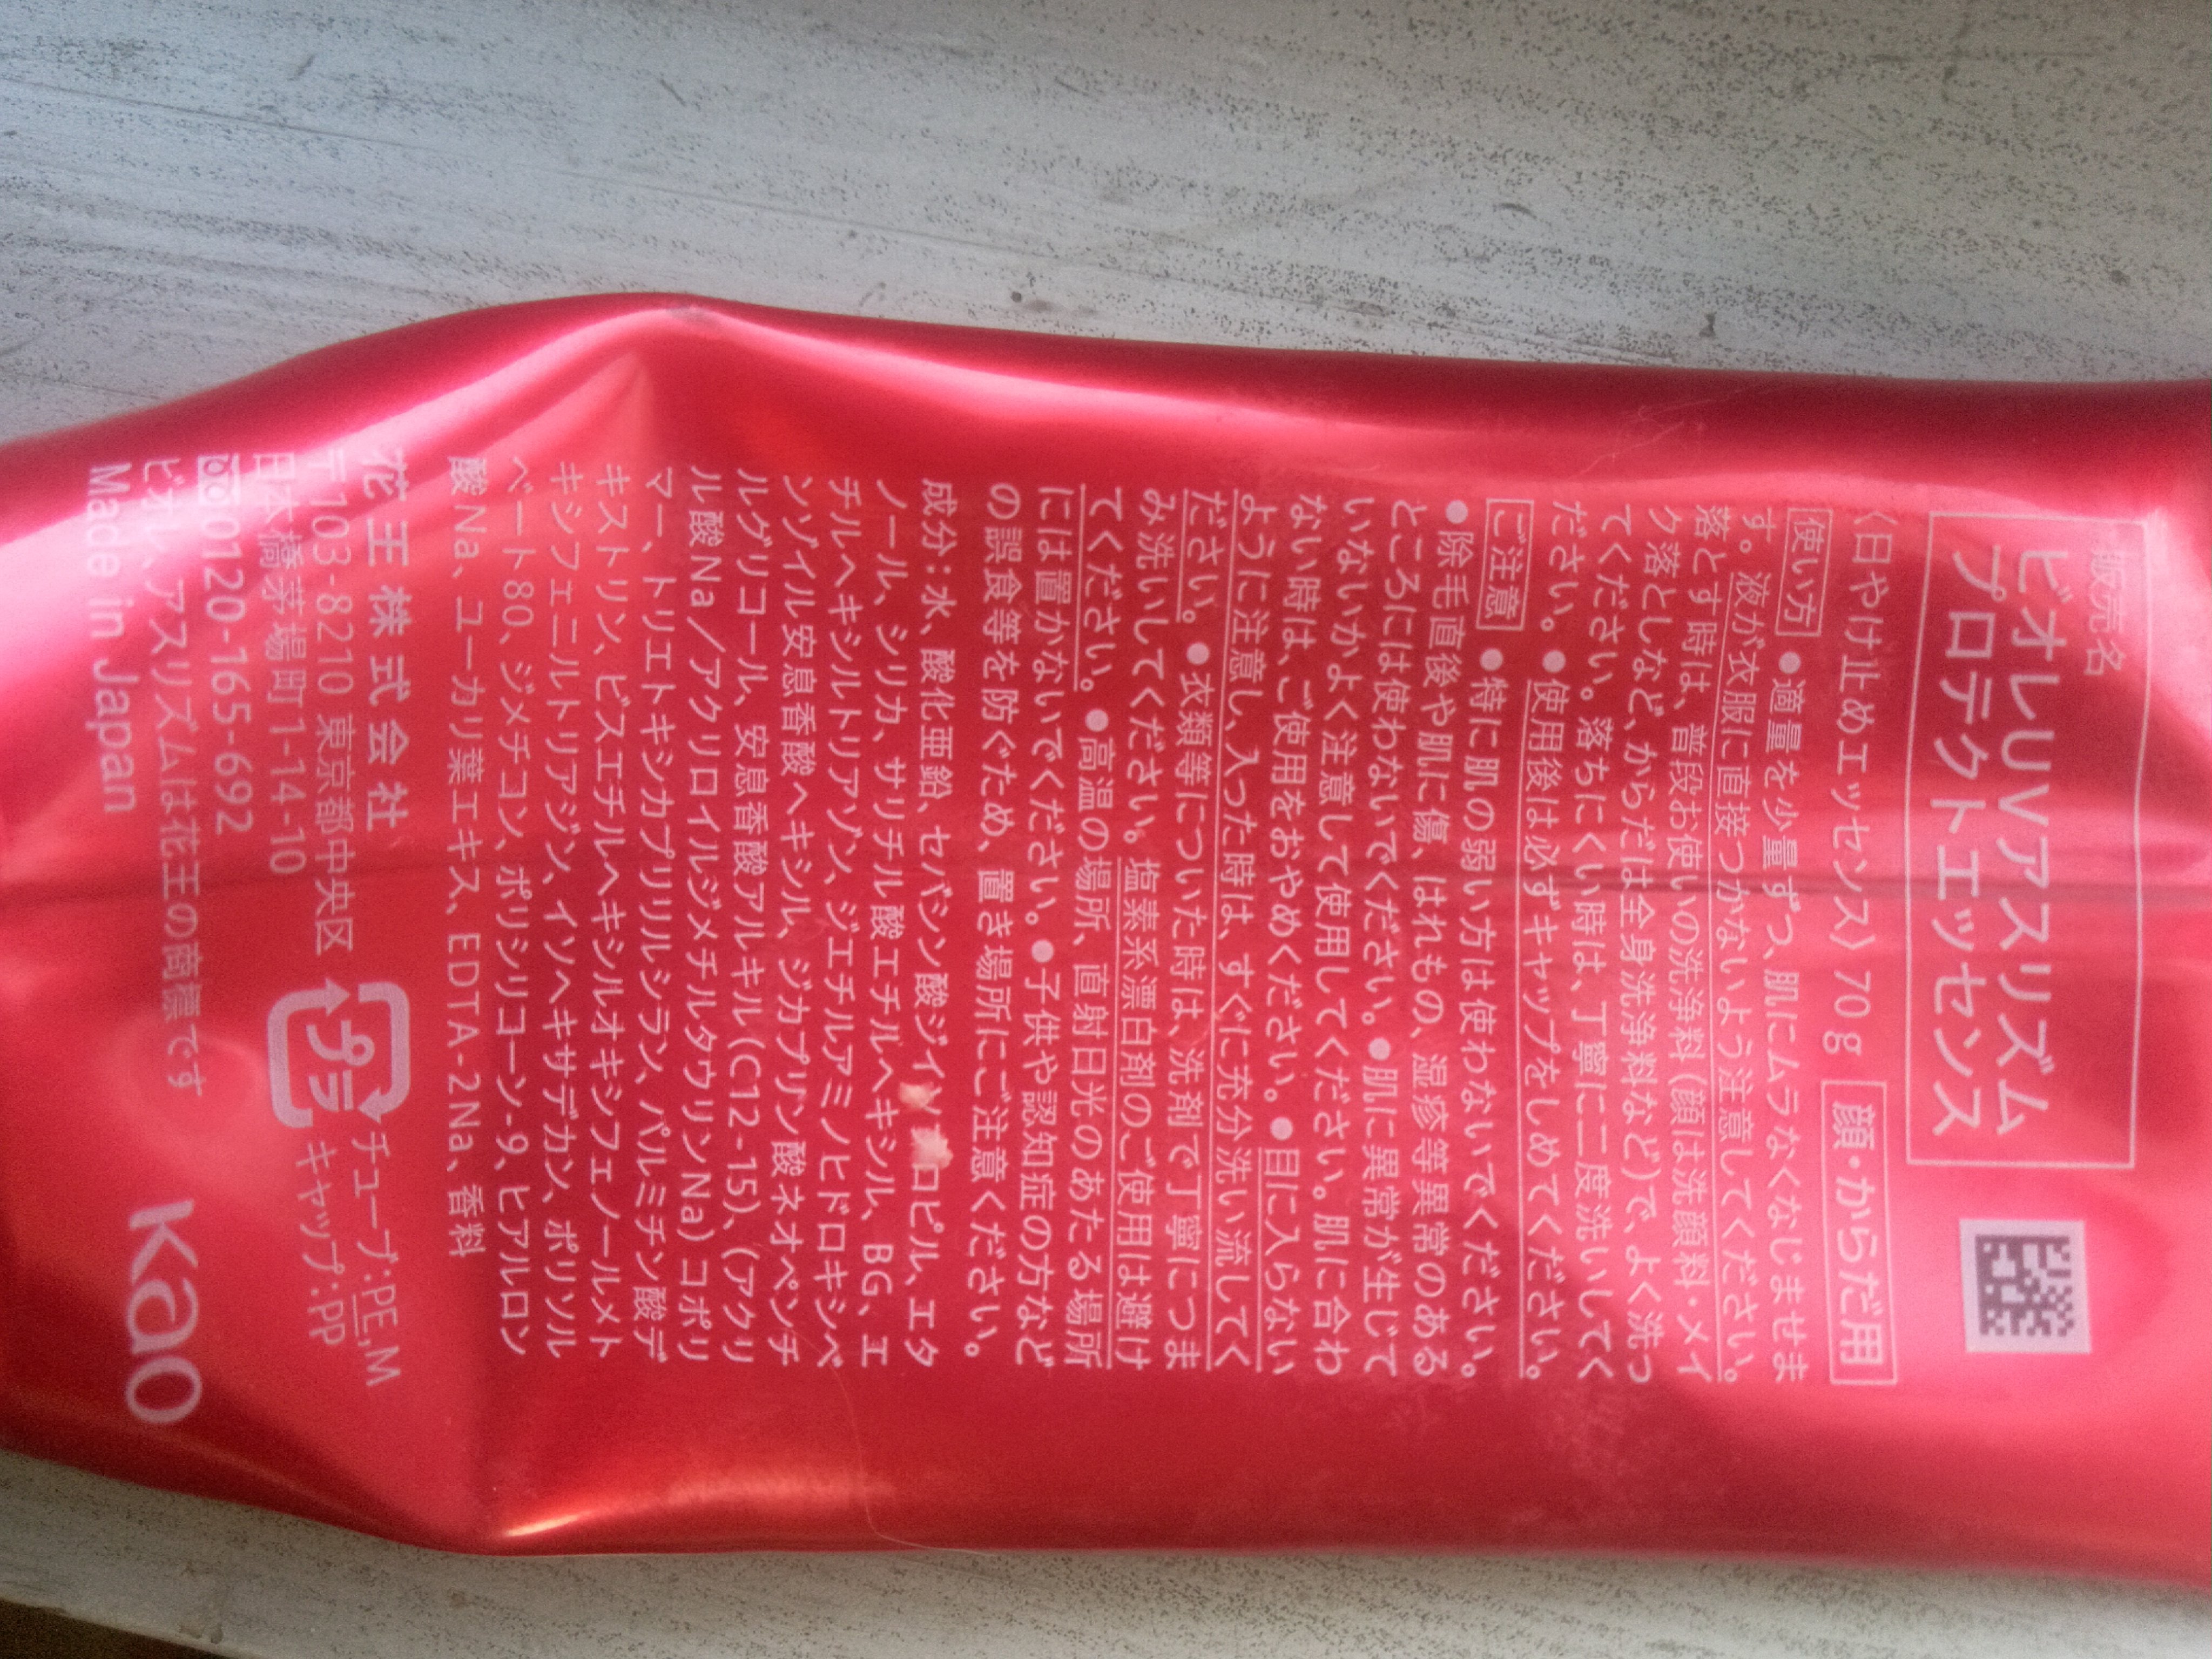 販売名
ビオレUVアスリズム
プロテクトエッセンス
〈日やけ止めエッセンス〉 70g 顔・からだ用
使い方 ●適量を少量ずつ、肌にムラなくなじませま
す。液が衣服に直接つかないよう注意してください。
落とす時は、普段お使いの洗浄料(顔は洗顔料・メイ
ク落としなど、からだは全身洗浄料など)で、よく洗っ
てください。落ちにくい時は、丁寧に二度洗いしてく
ださい。●使用後は必ずキャップをしめてください。
ご注意 ●特に肌の弱い方は使わないでください。
●除毛直後や肌に傷、はれもの、湿疹等異常のある
ところには使わないでください。●肌に異常が生じて
いないかよく注意して使用してください。肌に合わ
ない時は、ご使用をおやめください。●目に入らない
ように注意し、入った時は、すぐに充分洗い流してく
ださい。●衣類等についた時は、洗剤で丁寧につま
み洗いしてください。塩素系漂白剤のご使用は避け
てください。●高温の場所、直射日光のあたる場所
には置かないでください。●子供や認知症の方など
の誤食等を防ぐため、置き場所にご注意ください。
成分:水、酸化亜鉛、セバシン酸ジイソプロピル、エタ
ノール、シリカ、サリチル酸エチルヘキシル、BG、エ
チルヘキシルトリアゾン、ジエチルアミノヒドロキシベ
ンゾイル安息香酸ヘキシル、ジカプリン酸ネオペンチ
ルグリコール、安息香酸アルキル(C12-15)、(アクリ
ル酸Na/アクリロイルジメチルタウリンNa)コポリ
マー、トリエトキシカプリリルシラン、パルミチン酸デ
キストリン、ビスエチルヘキシルオキシフェノールメト
キシフェニルトリアジン、イソヘキサデカン、ポリソル
ベート80、ジメチコン、ポリシリコーン-9、ヒアルロン
酸Na、ユーカリ葉エキス、EDTA-2Na、香料
花王株式会社
〒103-8210 東京都中央区
日本橋茅場町1-14-10
0120-165-692
ビオレ、アスリズムは花王の商標です
Made in Japan
プラ
チューブ:PE,M
キャップ:PP
Kao